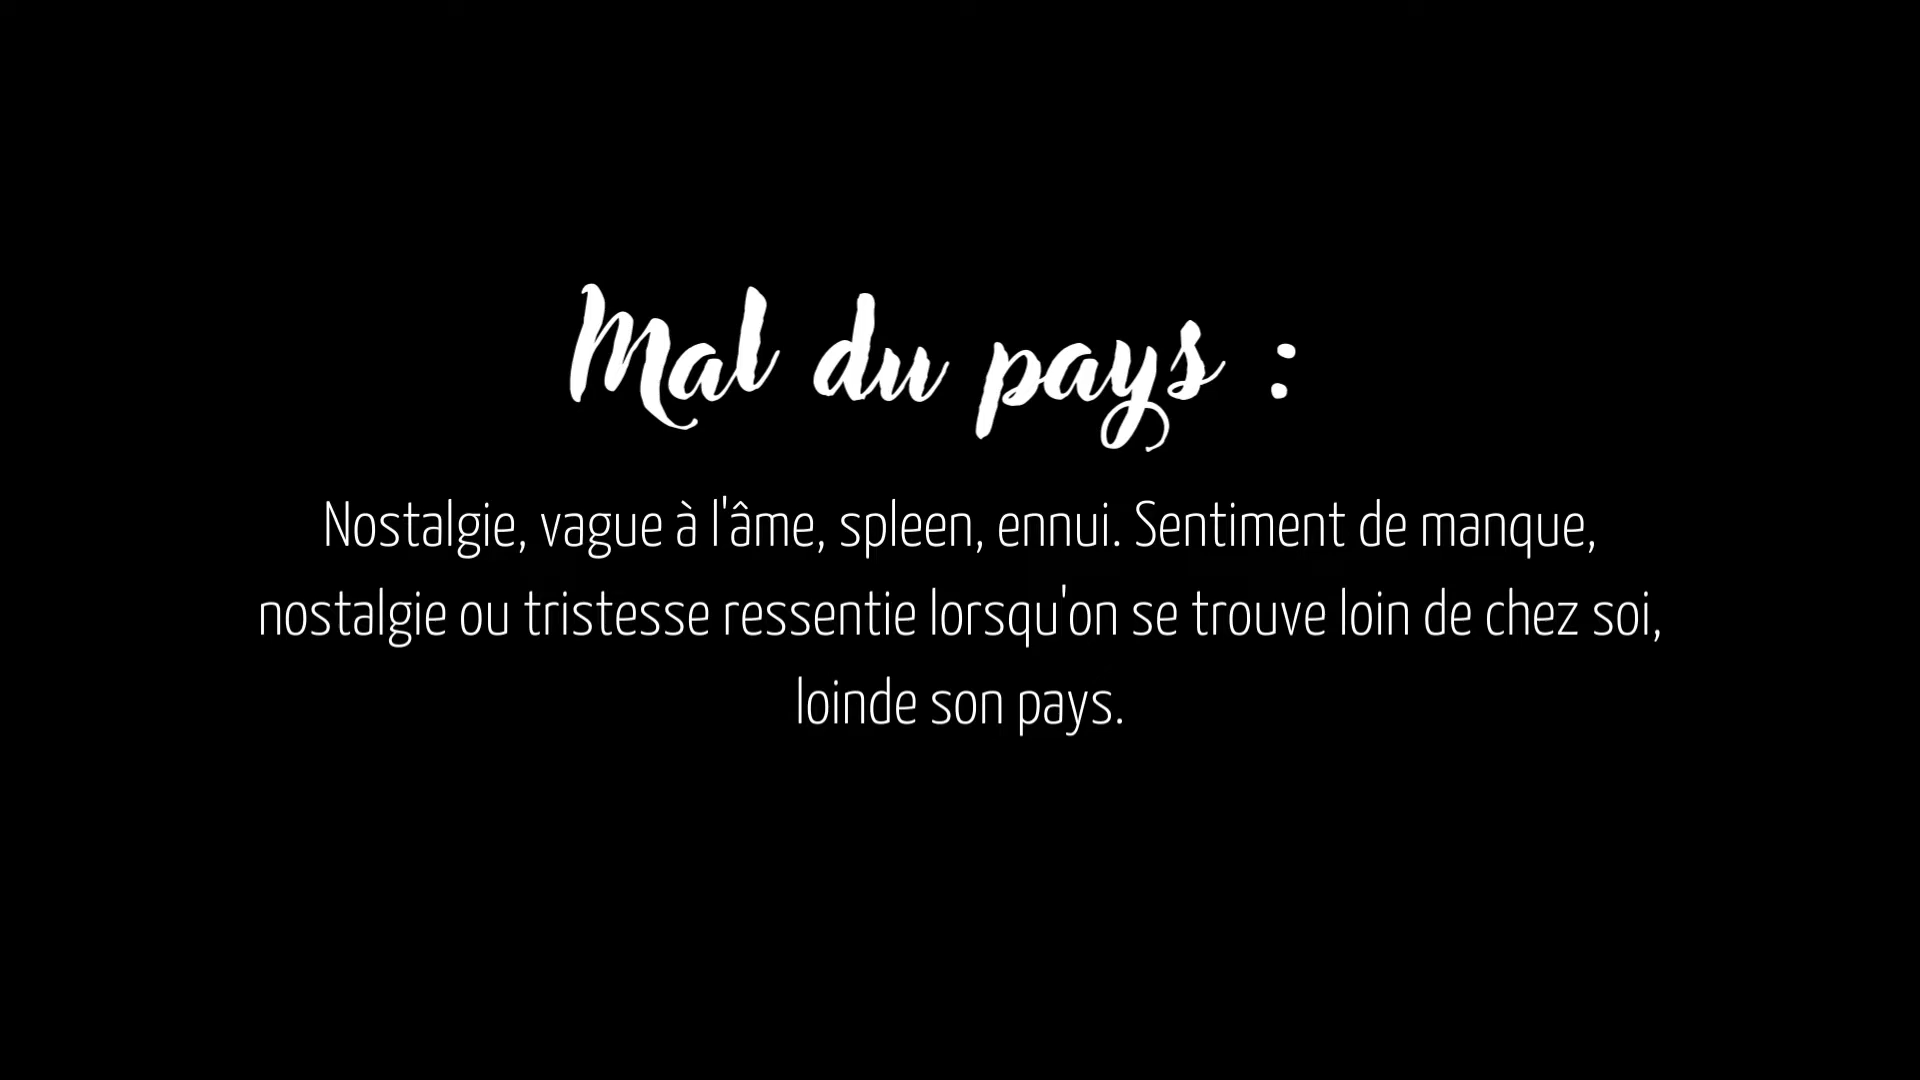 Mal du pays :
Nostalgie, vague à l'âme, spleen, ennui. Sentiment de manque,
nostalgie ou tristesse ressentie lorsqu'on se trouve loin de chez soi,
loinde son pays.